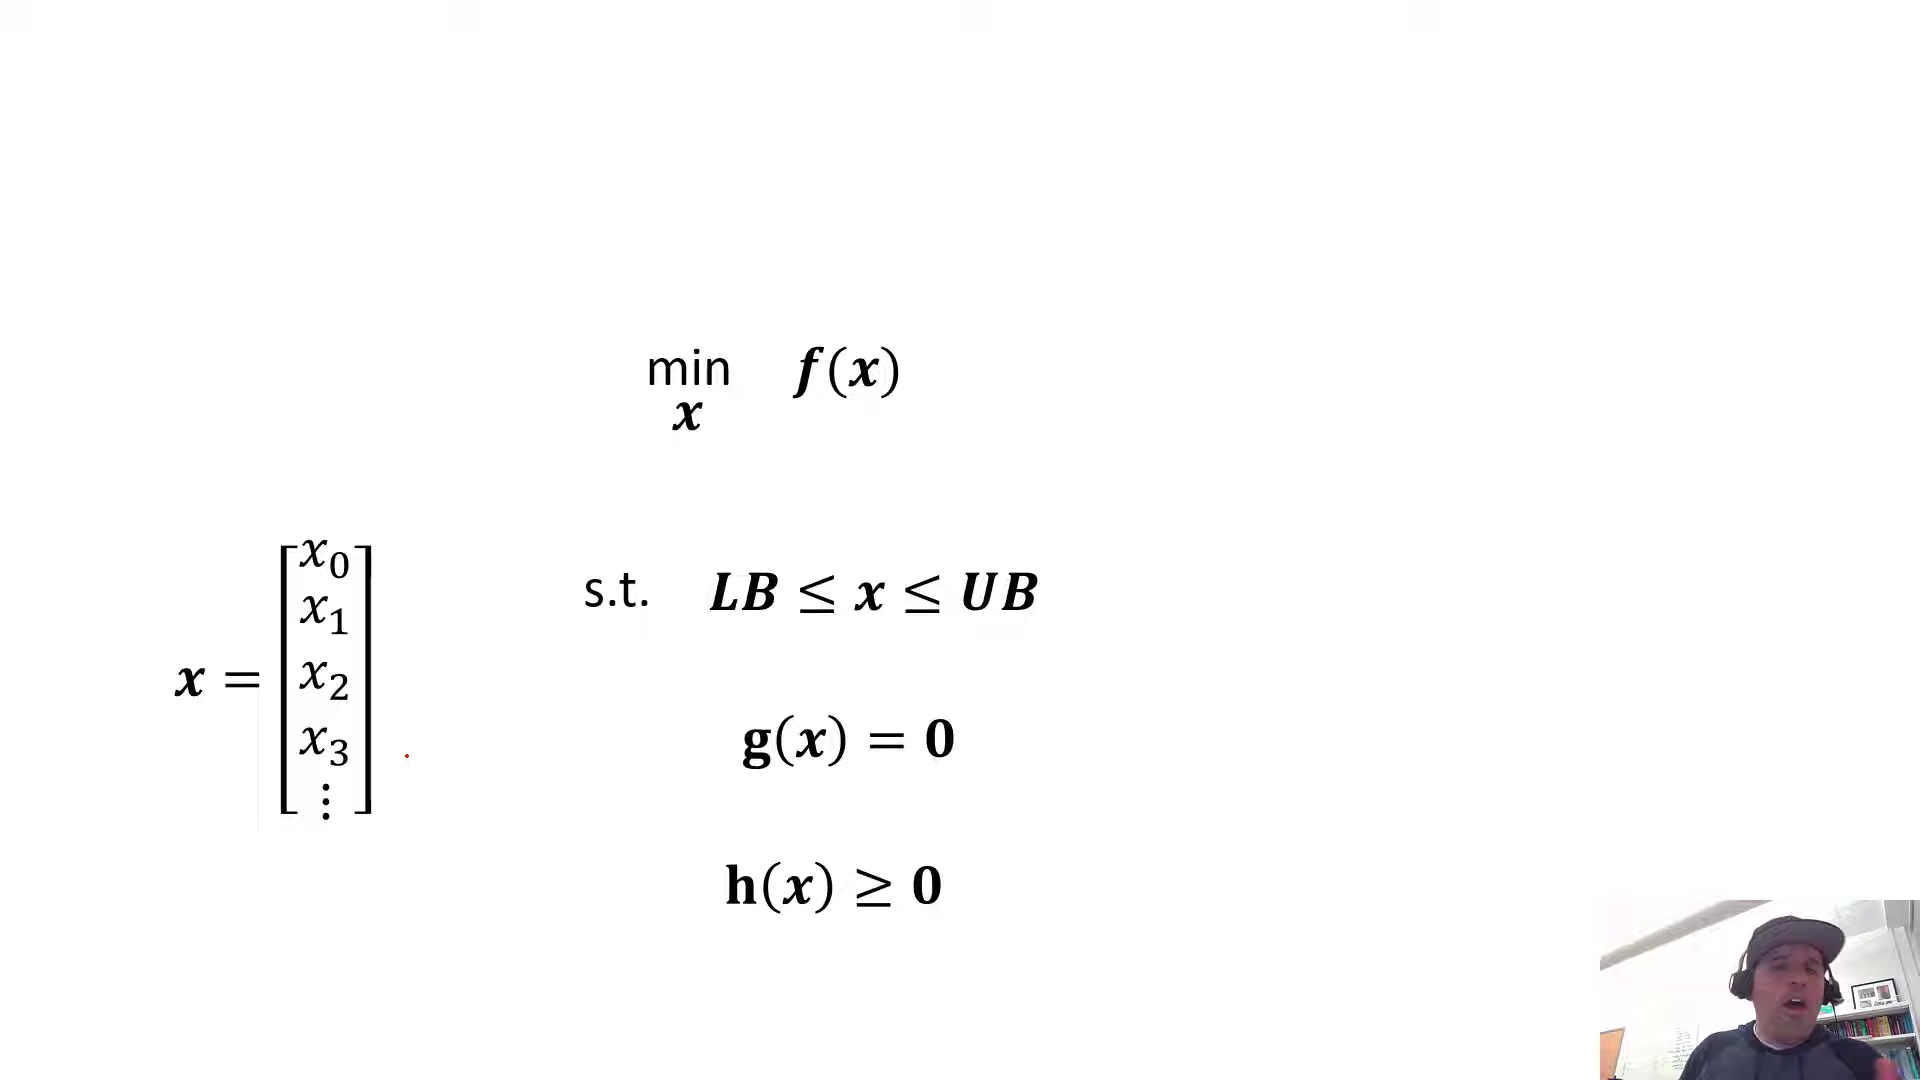 min f(x)
x
s.t. LB ≤ x ≤ UB
x = [x₀
x₁
x₂
x₃
⋮]
g(x) = 0
h(x) ≥ 0